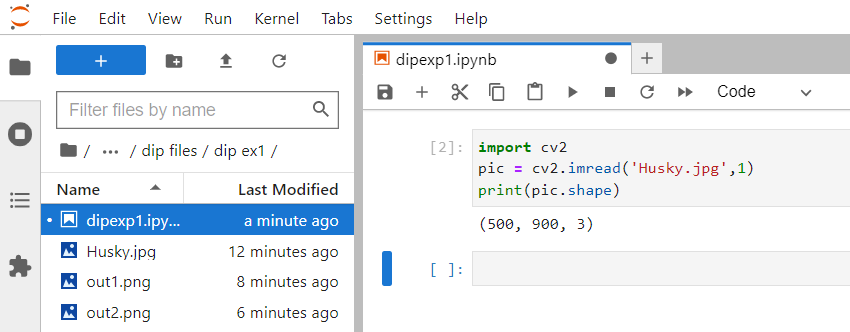 File Edit View Run Kernel Tabs Settings Help
dipexp1.ipynb
Filter files by name
/ ··· / dip files / dip ex1 /
Code
Name Last Modified
dipexp1.ipy... a minute ago
Husky.jpg 12 minutes ago
out1.png 8 minutes ago
out2.png 6 minutes ago
[2]: import cv2
pic = cv2.imread('Husky.jpg',1)
print(pic.shape)
(500, 900, 3)
[ ]: